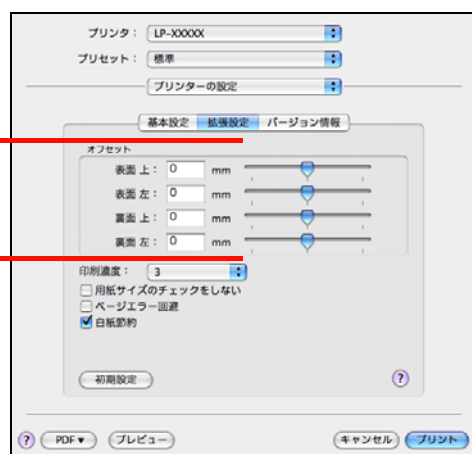 プリンタ： LP-XXXXX
プリセット： 標準
プリンターの設定
基本設定 拡張設定 バージョン情報
オフセット
表面 上： 0 mm
表面 左： 0 mm
裏面 上： 0 mm
裏面 左： 0 mm
印刷濃度： 3
用紙サイズのチェックをしない
ページエラー回避
白紙節約
初期設定 ?
? PDF▼ プレビュー キャンセル プリント